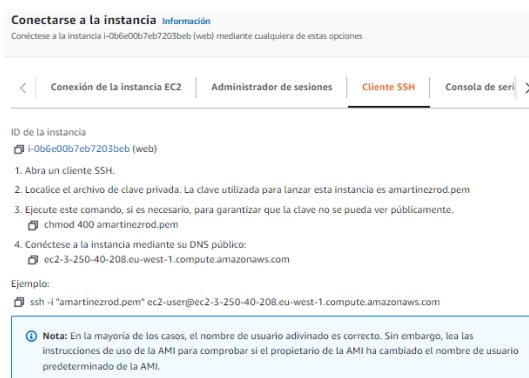 Conectarse a la instancia Información
Conéctese a la instancia i-0b6e00b7eb7203beb (web) mediante cualquiera de estas opciones
Conexión de la instancia EC2 Administrador de sesiones Cliente SSH Consola de seri
ID de la instancia
i-0b6e00b7eb7203beb (web)
1. Abra un cliente SSH.
2. Localice el archivo de clave privada. La clave utilizada para lanzar esta instancia es amartinezrod.pem
3. Ejecute este comando, si es necesario, para garantizar que la clave no se pueda ver públicamente.
chmod 400 amartinezrod.pem
4. Conéctese a la instancia mediante su DNS público:
ec2-3-250-40-208.eu-west-1.compute.amazonaws.com
Ejemplo:
ssh -i "amartinezrod.pem" ec2-user@ec2-3-250-40-208.eu-west-1.compute.amazonaws.com
Nota: En la mayoría de los casos, el nombre de usuario adivinado es correcto. Sin embargo, lea las
instrucciones de uso de la AMI para comprobar si el propietario de la AMI ha cambiado el nombre de usuario
predeterminado de la AMI.